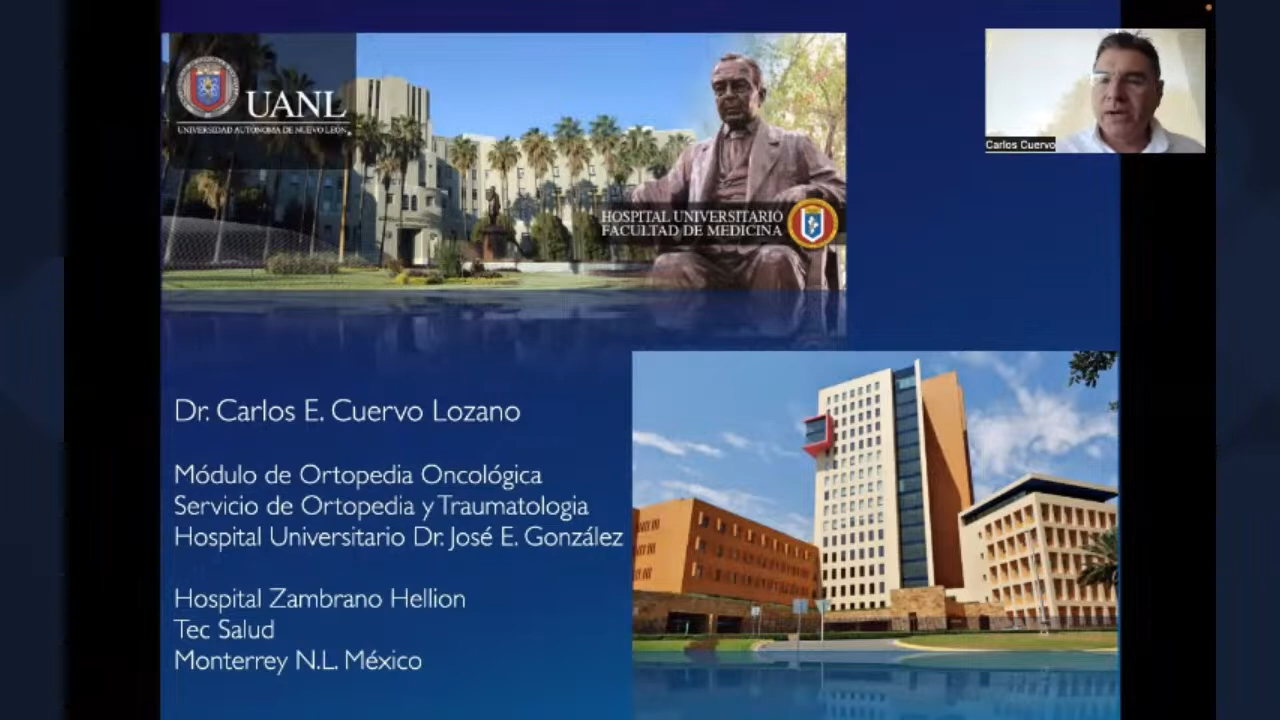 UANL
UNIVERSIDAD AUTÓNOMA DE NUEVO LEÓN
HOSPITAL UNIVERSITARIO
FACULTAD DE MEDICINA
Carlos Cuervo
Dr. Carlos E. Cuervo Lozano
Módulo de Ortopedia Oncológica
Servicio de Ortopedia y Traumatologia
Hospital Universitario Dr. José E. González
Hospital Zambrano Hellion
Tec Salud
Monterrey N.L. México